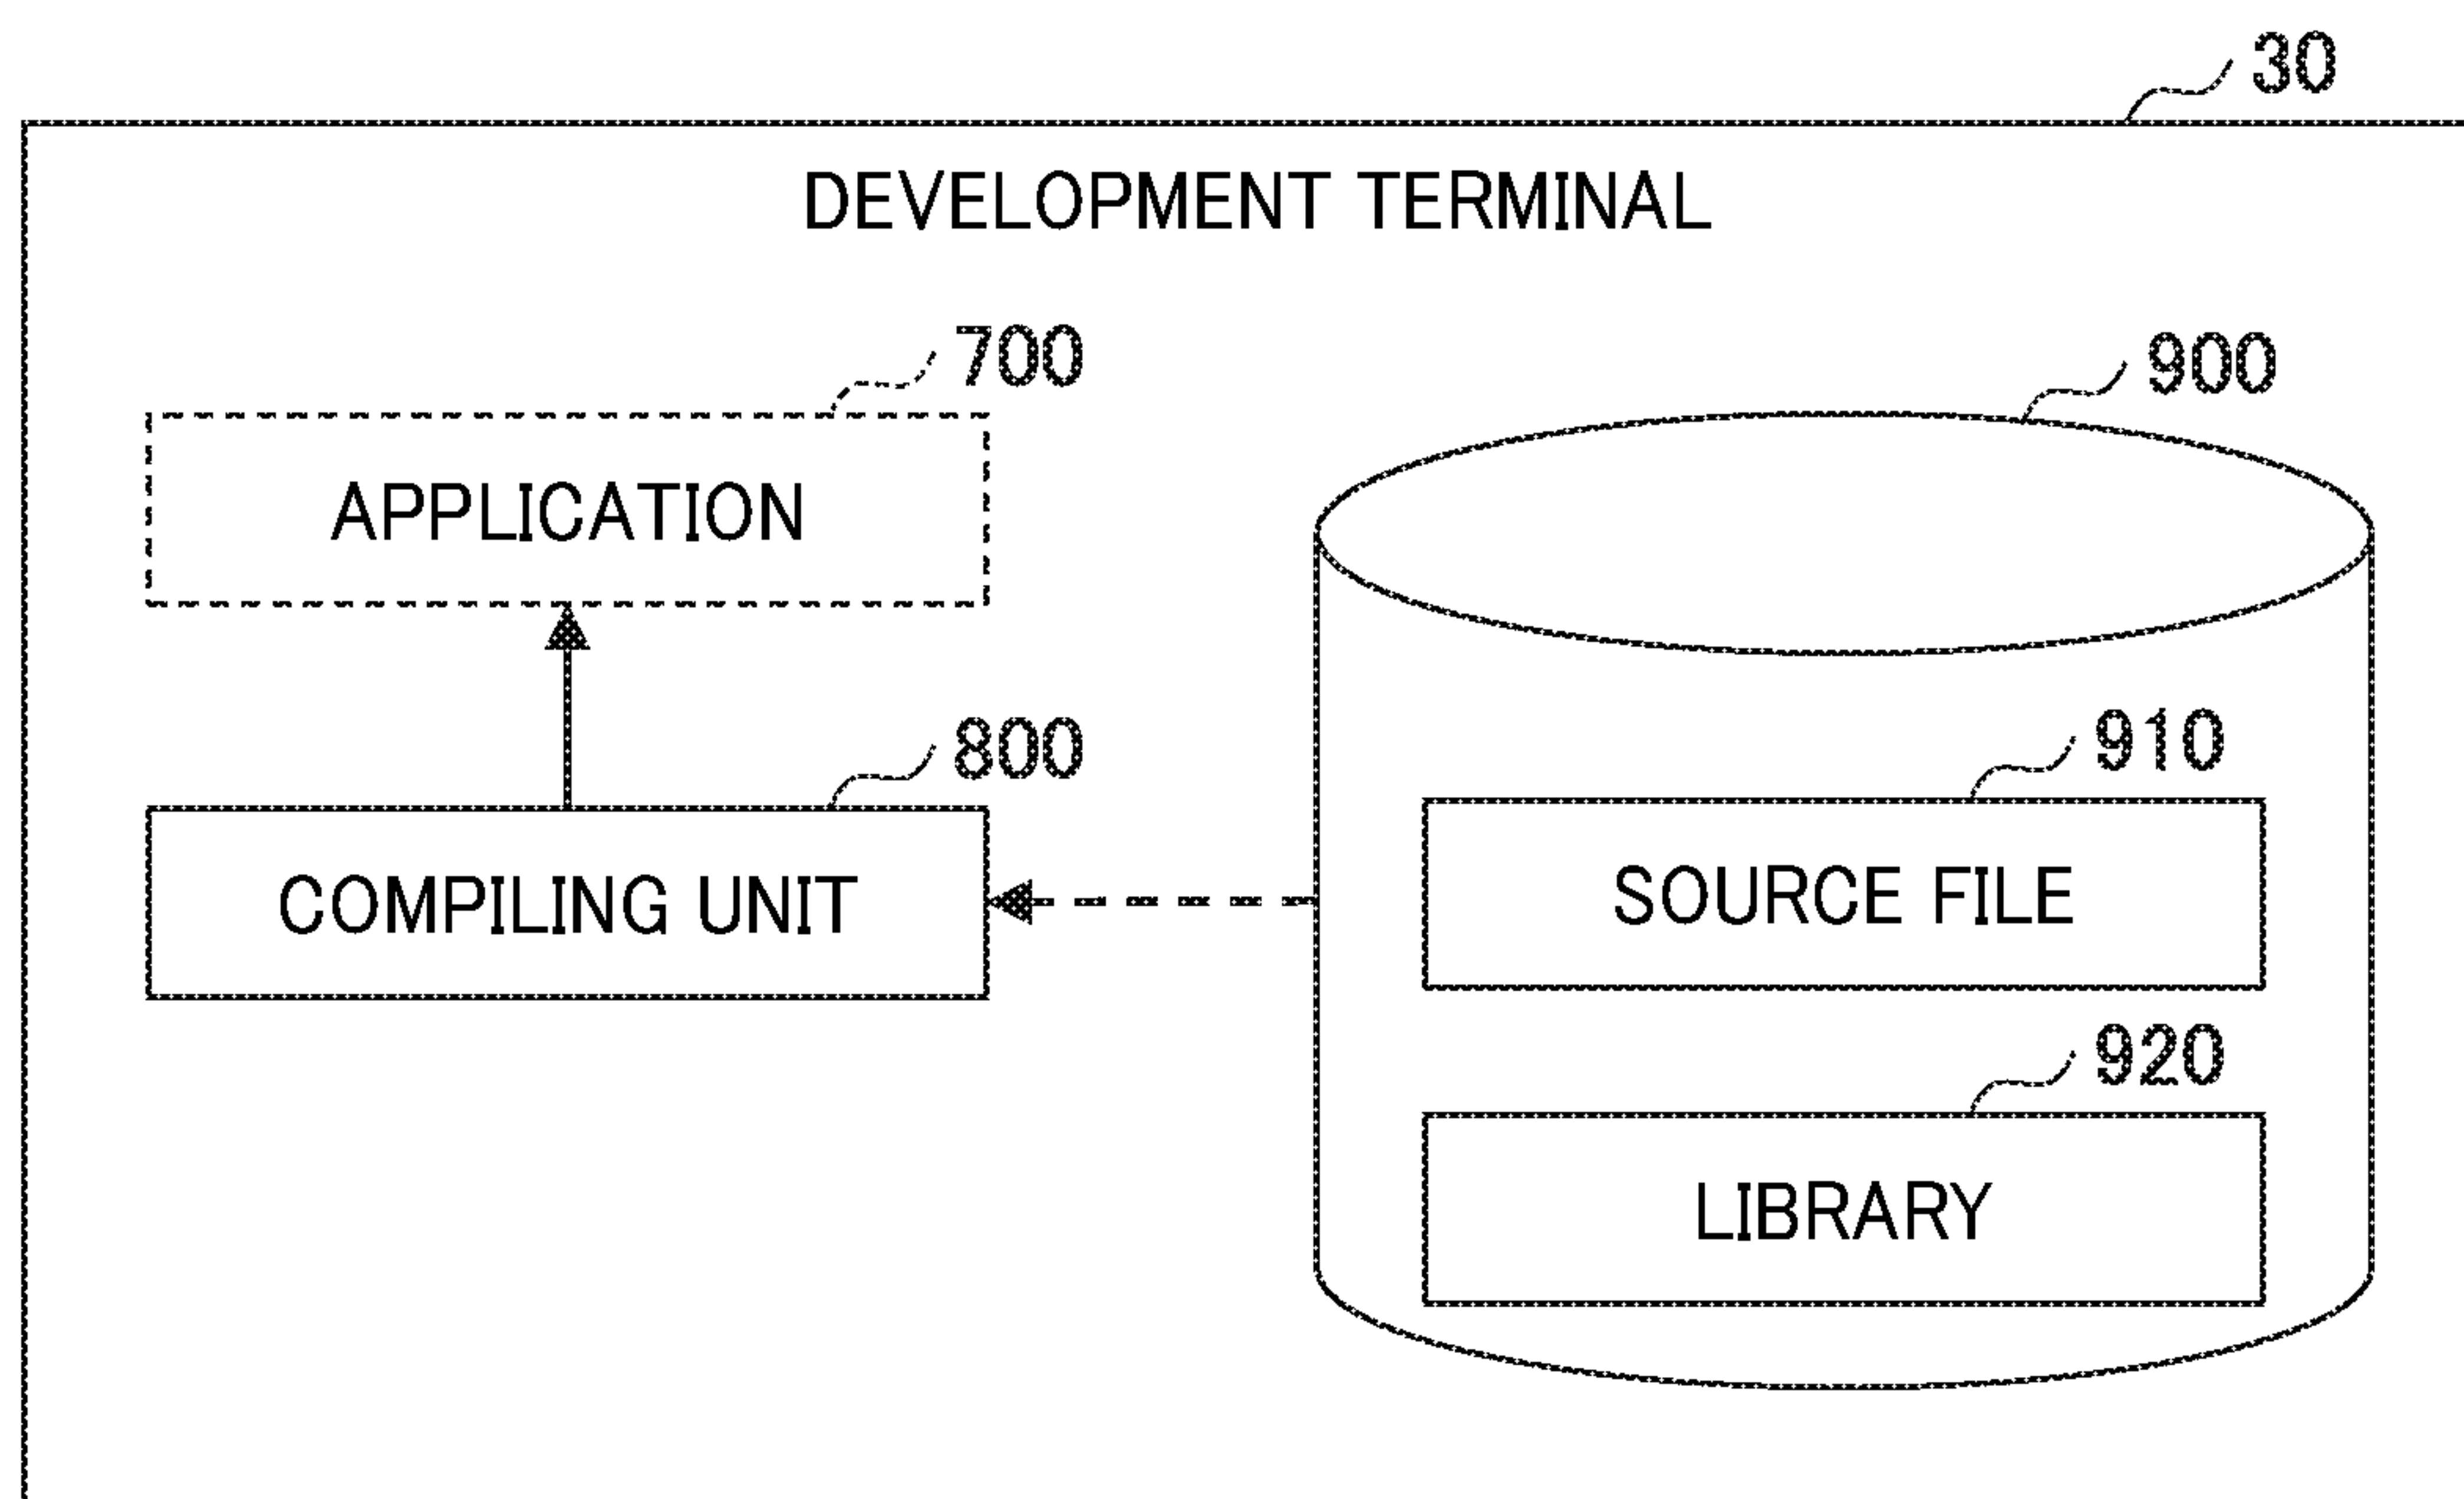 30
DEVELOPMENT TERMINAL
700
900
APPLICATION
800
910
COMPILING UNIT
SOURCE FILE
920
LIBRARY